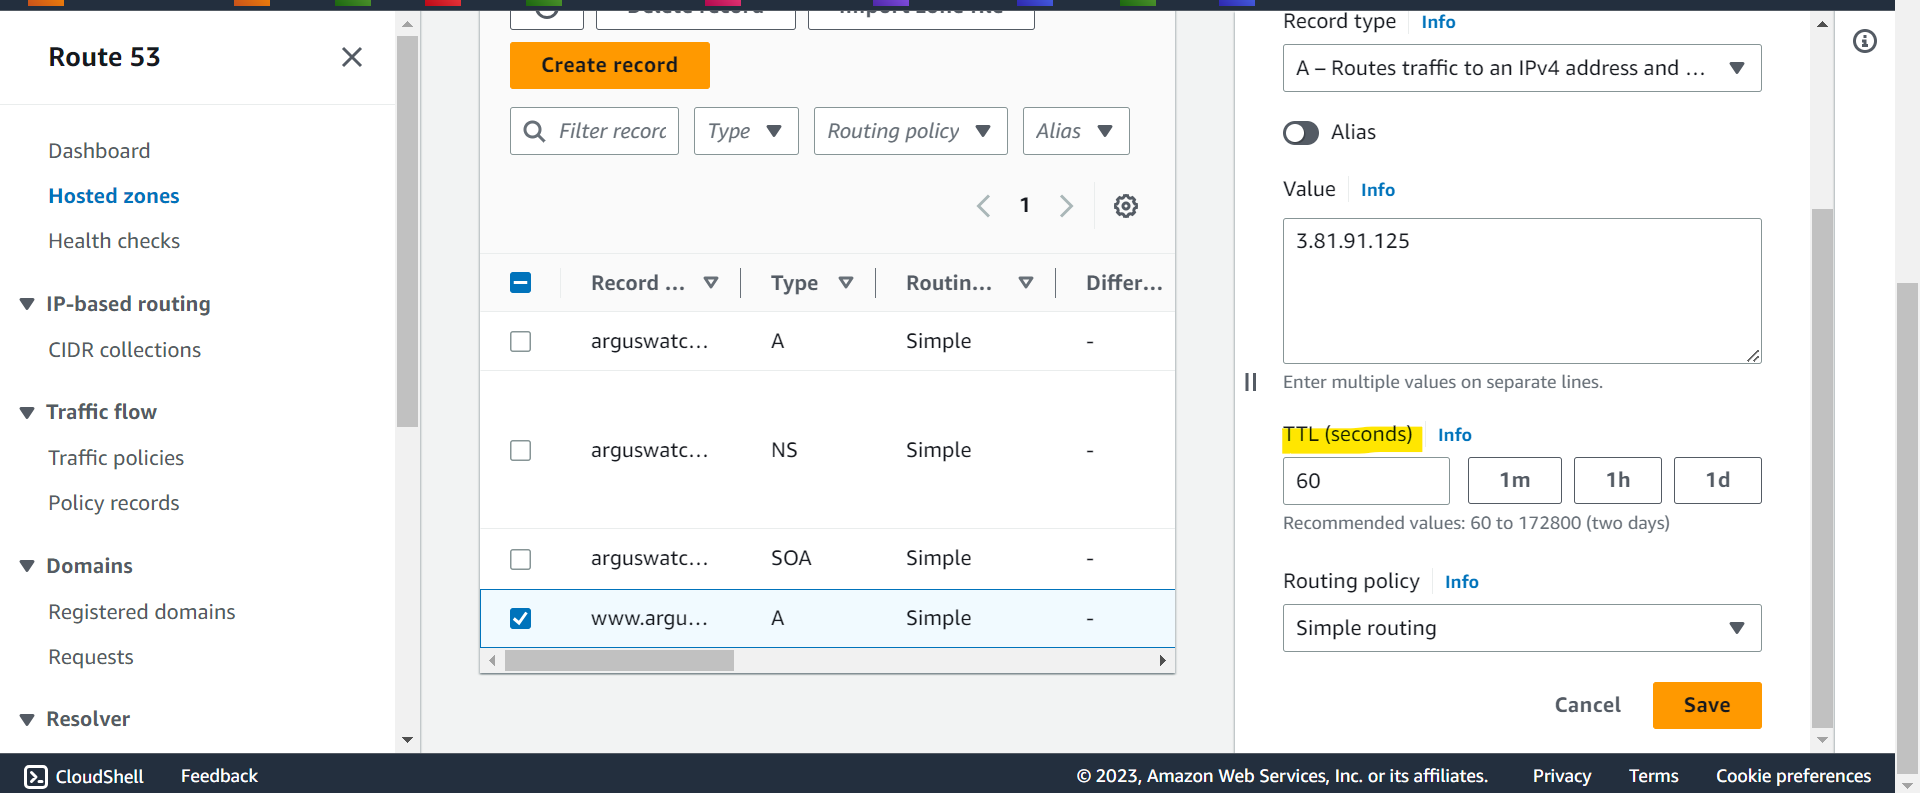 Route 53
Dashboard
Hosted zones
Health checks
IP-based routing
CIDR collections
Traffic flow
Traffic policies
Policy records
Domains
Registered domains
Requests
Resolver
Delete record
Import zone file
Create record
Filter recorc
Type
Routing policy
Alias
1
Record ...
Type
Routin...
Differ...
arguswatc...
A
Simple
-
arguswatc...
NS
Simple
-
arguswatc...
SOA
Simple
-
www.argu...
A
Simple
-
Record type
Info
A – Routes traffic to an IPv4 address and ...
Alias
Value
Info
3.81.91.125
Enter multiple values on separate lines.
TTL (seconds)
Info
60
1m
1h
1d
Recommended values: 60 to 172800 (two days)
Routing policy
Info
Simple routing
Cancel
Save
CloudShell
Feedback
© 2023, Amazon Web Services, Inc. or its affiliates.
Privacy
Terms
Cookie preferences